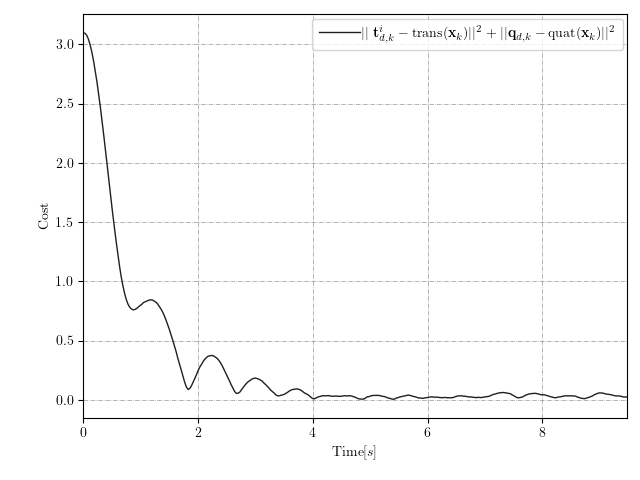 || t^i_{d,k} − trans(x_k)||^2 + ||q_{d,k} − quat(x_k)||^2
3.0
2.5
2.0
1.5
1.0
0.5
0.0
Cost
0 2 4 6 8
Time[s]